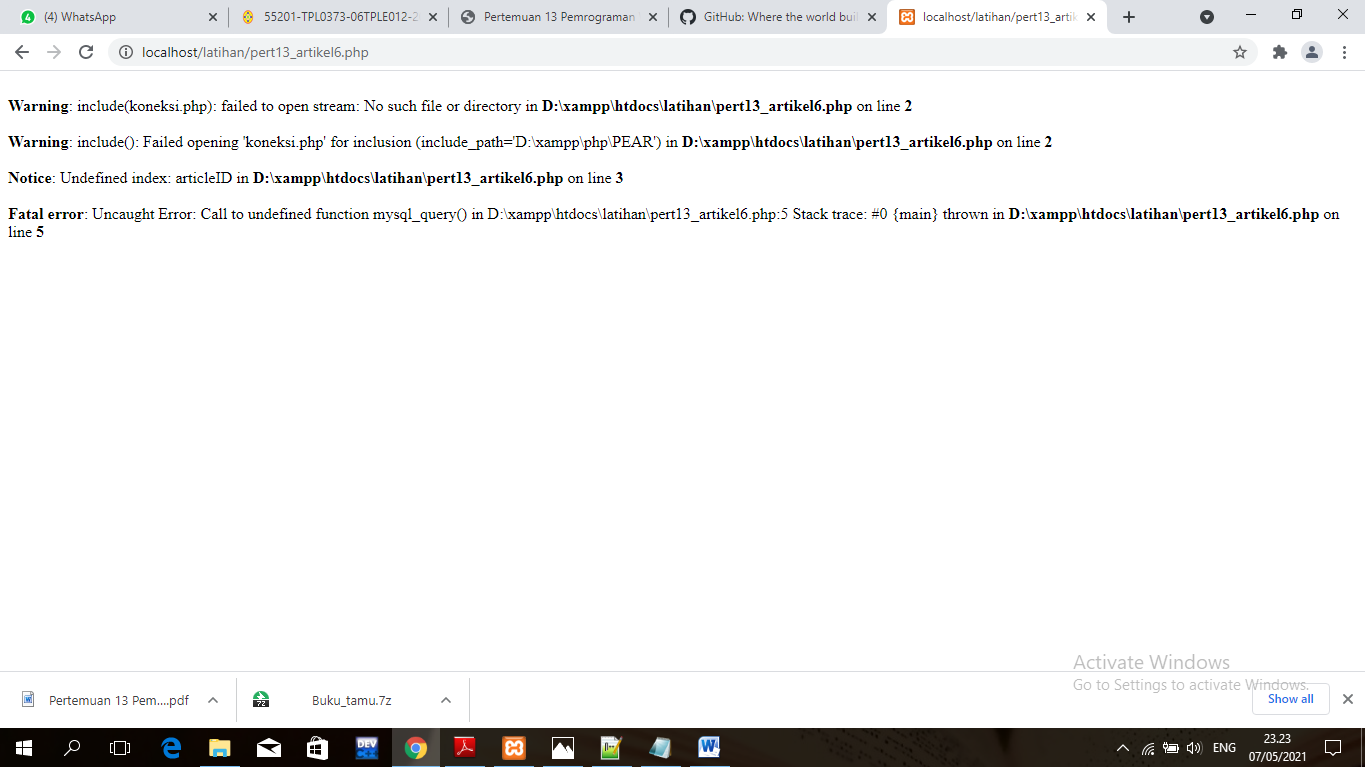 (4) WhatsApp
55201-TPL0373-06TPLE012-2
Pertemuan 13 Pemrograman
GitHub: Where the world buil
localhost/latihan/pert13_artik
localhost/latihan/pert13_artikel6.php
Warning: include(koneksi.php): failed to open stream: No such file or directory in D:\xampp\htdocs\latihan\pert13_artikel6.php on line 2
Warning: include(): Failed opening 'koneksi.php' for inclusion (include_path='D:\xampp\php\PEAR') in D:\xampp\htdocs\latihan\pert13_artikel6.php on line 2
Notice: Undefined index: articleID in D:\xampp\htdocs\latihan\pert13_artikel6.php on line 3
Fatal error: Uncaught Error: Call to undefined function mysql_query() in D:\xampp\htdocs\latihan\pert13_artikel6.php:5 Stack trace: #0 {main} thrown in D:\xampp\htdocs\latihan\pert13_artikel6.php on
line 5
Activate Windows
Go to Settings to activate Windows.
Pertemuan 13 Pem....pdf
Buku_tamu.7z
Show all
DEV
W
ENG
23.23
07/05/2021